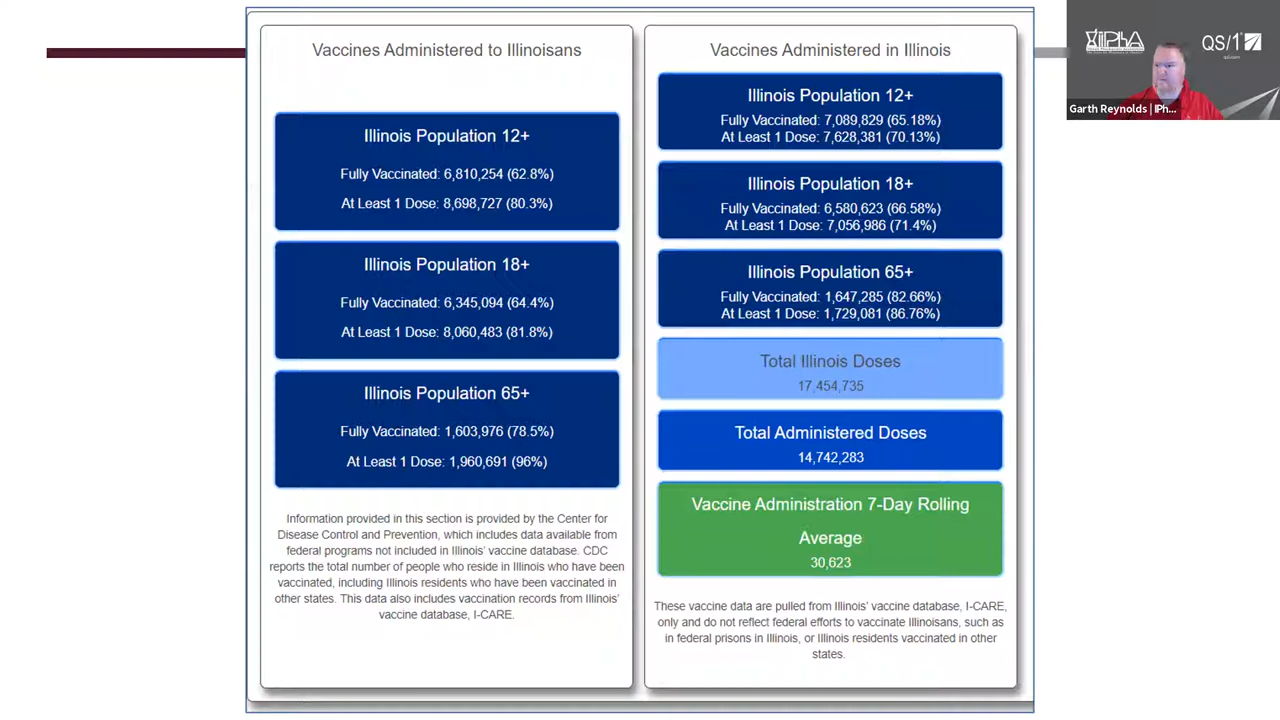 Vaccines Administered to Illinoisans
Illinois Population 12+
Fully Vaccinated: 6,810,254 (62.8%)
At Least 1 Dose: 8,698,727 (80.3%)
Illinois Population 18+
Fully Vaccinated: 6,345,094 (64.4%)
At Least 1 Dose: 8,060,483 (81.8%)
Illinois Population 65+
Fully Vaccinated: 1,603,976 (78.5%)
At Least 1 Dose: 1,960,691 (96%)
Information provided in this section is provided by the Center for
Disease Control and Prevention, which includes data available from
federal programs not included in Illinois' vaccine database. CDC
reports the total number of people who reside in Illinois who have been
vaccinated, including Illinois residents who have been vaccinated in
other states. This data also includes vaccination records from Illinois'
vaccine database, I-CARE.
Vaccines Administered in Illinois
Illinois Population 12+
Fully Vaccinated: 7,089,829 (65.18%)
At Least 1 Dose: 7,628,381 (70.13%)
Illinois Population 18+
Fully Vaccinated: 6,580,623 (66.58%)
At Least 1 Dose: 7,056,986 (71.4%)
Illinois Population 65+
Fully Vaccinated: 1,647,285 (82.66%)
At Least 1 Dose: 1,729,081 (86.76%)
Total Illinois Doses
17,454,735
Total Administered Doses
14,742,283
Vaccine Administration 7-Day Rolling
Average
30,623
These vaccine data are pulled from Illinois' vaccine database, I-CARE,
only and do not reflect federal efforts to vaccinate Illinoisans, such as
in federal prisons in Illinois, or Illinois residents vaccinated in other
states.
IPhA
QS/1
Garth Reynolds | IPh...